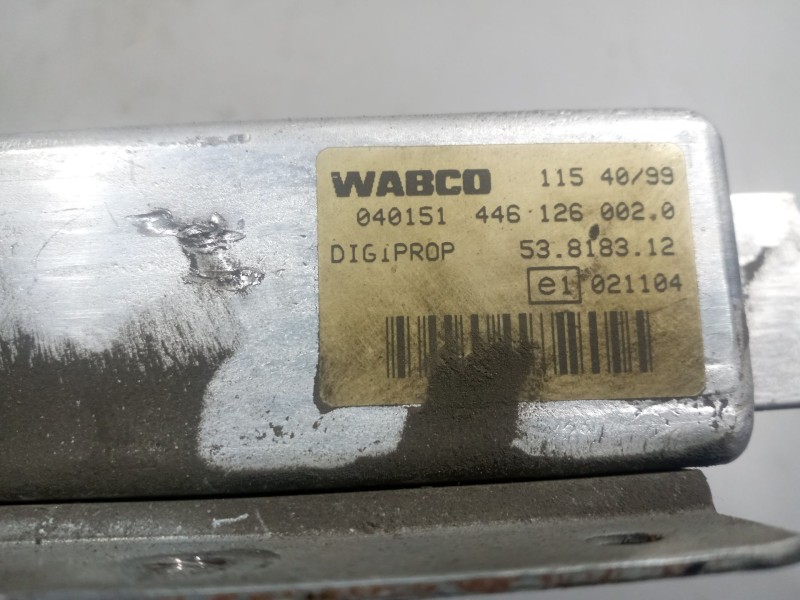 WABCO 115 40/99
040151 446 126 002.0
DIGiPROP 53.8183.12
e1 021104